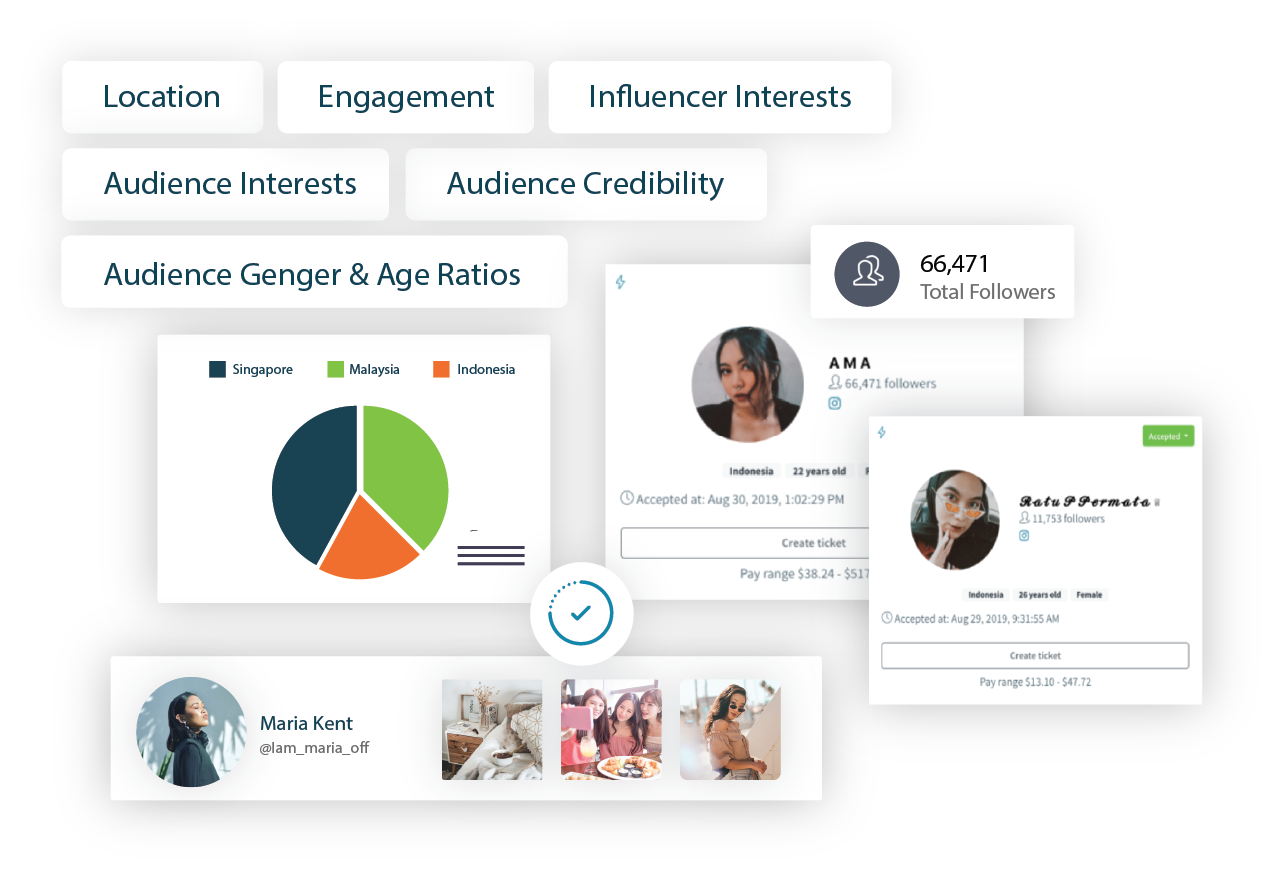 Location
Engagement
Influencer Interests
Audience Interests
Audience Credibility
Audience Genger & Age Ratios
66,471
Total Followers
Singapore
Malaysia
Indonesia
A M A
66,471 followers
Indonesia
22 years old
F
Accepted at: Aug 30, 2019, 1:02:29 PM
Create ticket
Pay range $38.24 - $517
Accepted
Ratu P Permata
11,753 followers
Indonesia
26 years old
Female
Accepted at: Aug 29, 2019, 9:31:55 AM
Create ticket
Pay range $13.10 - $47.72
Maria Kent
@lam_maria_off